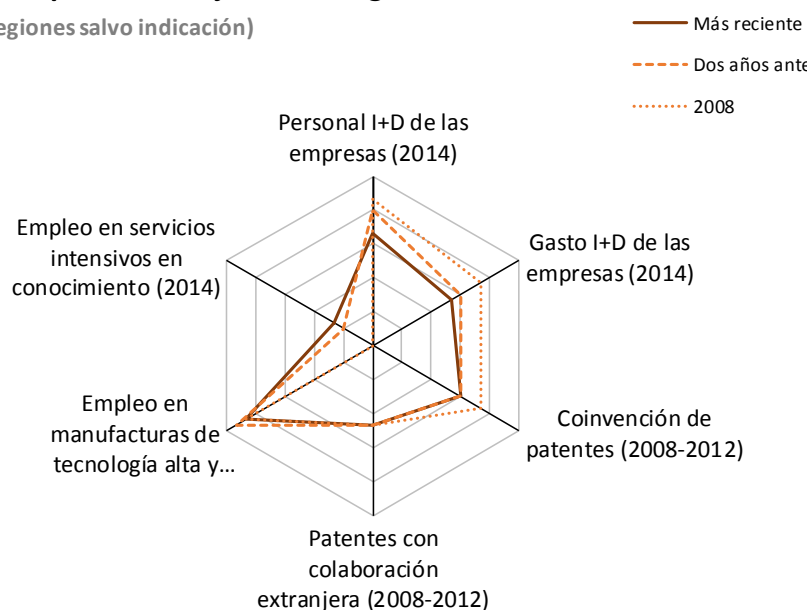 (regiones salvo indicación)
Más reciente
Dos años ante
2008
Personal I+D de las
empresas (2014)
Empleo en servicios
intensivos en
conocimiento (2014)
Gasto I+D de las
empresas (2014)
Empleo en
manufacturas de
tecnología alta y...
Coinvención de
patentes (2008-2012)
Patentes con
colaboración
extranjera (2008-2012)